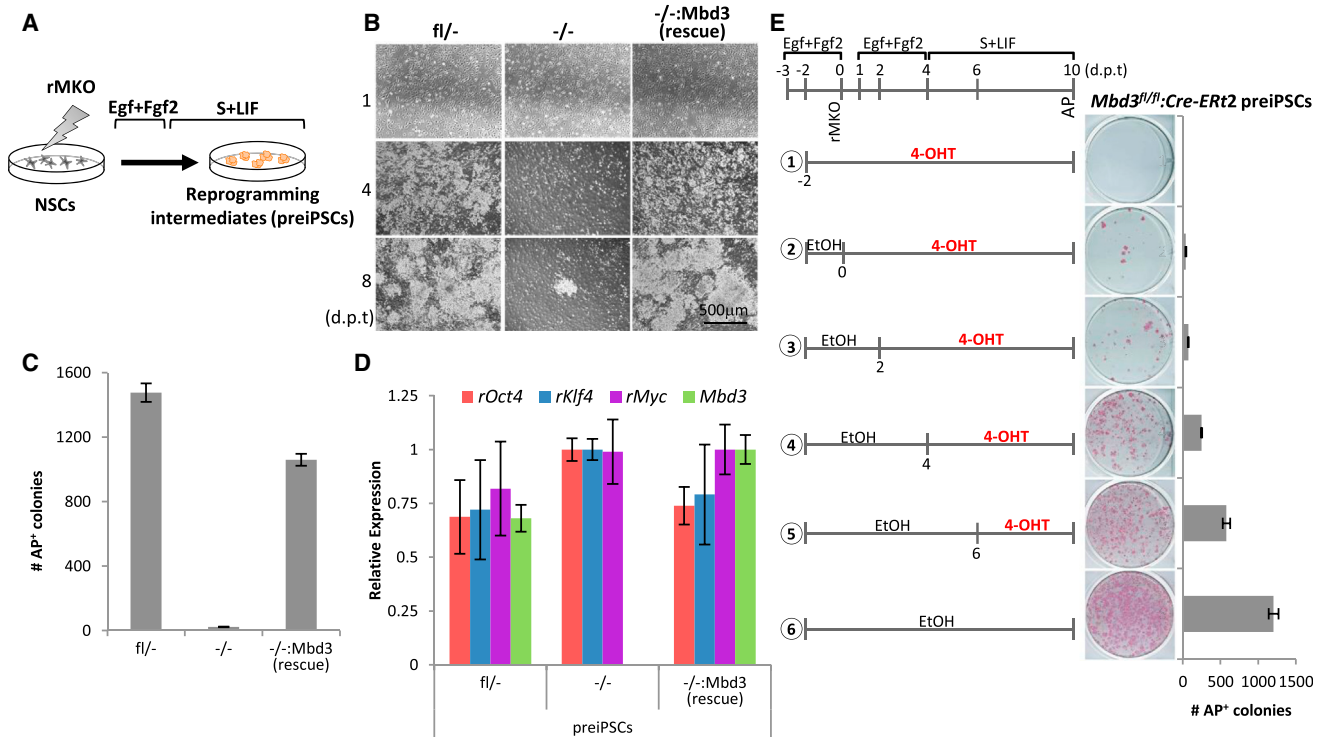 A
rMKO
Egf+Fgf2
S+LIF
NSCs
Reprogramming
intermediates (preiPSCs)
B
fl/-
-/-
-/-:Mbd3
(rescue)
1
4
8
(d.p.t)
500μm
C
1600
1200
800
400
0
# AP⁺ colonies
fl/-
-/-
-/-:Mbd3
(rescue)
D
rOct4
rKlf4
rMyc
Mbd3
1.25
1
0.75
0.5
0.25
0
Relative Expression
fl/-
-/-
-/-:Mbd3
(rescue)
preiPSCs
E
Egf+Fgf2
Egf+Fgf2
S+LIF
-3 -2 0 1 2 4 6 10 (d.p.t)
rMKO
AP
Mbd3fl/fl:Cre-ERt2 preiPSCs
1
4-OHT
-2
2
EtOH
4-OHT
0
3
EtOH
4-OHT
2
4
EtOH
4-OHT
4
5
EtOH
4-OHT
6
6
EtOH
0 500 1000 1500
# AP⁺ colonies